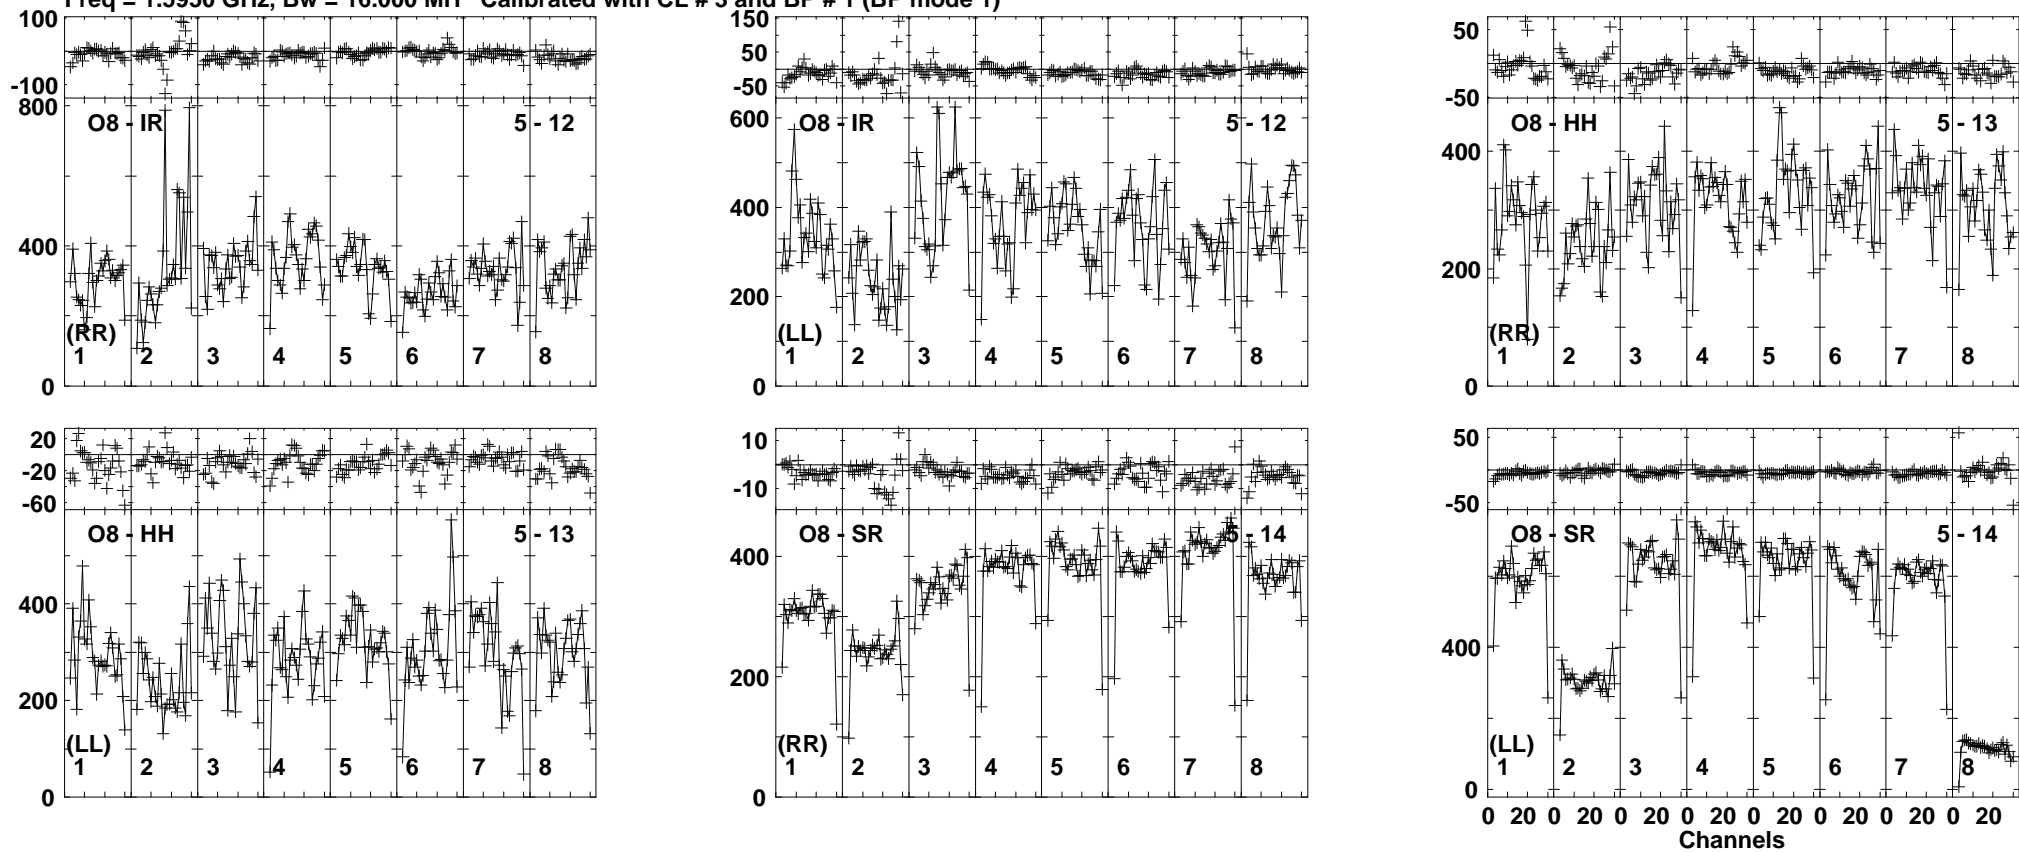 Freq = 1.5950 GHz, Bw = 16.000 MH Calibrated with CL # 3 and BP # 1 (BP mode 1)
100
-100
800
400
0
O8 - IR 5 - 12
(RR)
1 2 3 4 5 6 7 8
150
50
-50
600
400
200
0
O8 - IR 5 - 12
(LL)
1 2 3 4 5 6 7 8
50
-50
400
200
0
O8 - HH 5 - 13
(RR)
1 2 3 4 5 6 7 8
20
-20
-60
400
200
0
O8 - HH 5 - 13
(LL)
1 2 3 4 5 6 7 8
10
-10
400
200
0
O8 - SR 5 - 14
(RR)
1 2 3 4 5 6 7 8
50
-50
400
0
O8 - SR 5 - 14
(LL)
1 2 3 4 5 6 7 8
0 20 0 20 0 20 0 20 0 20 0 20 0 20 0 20
Channels